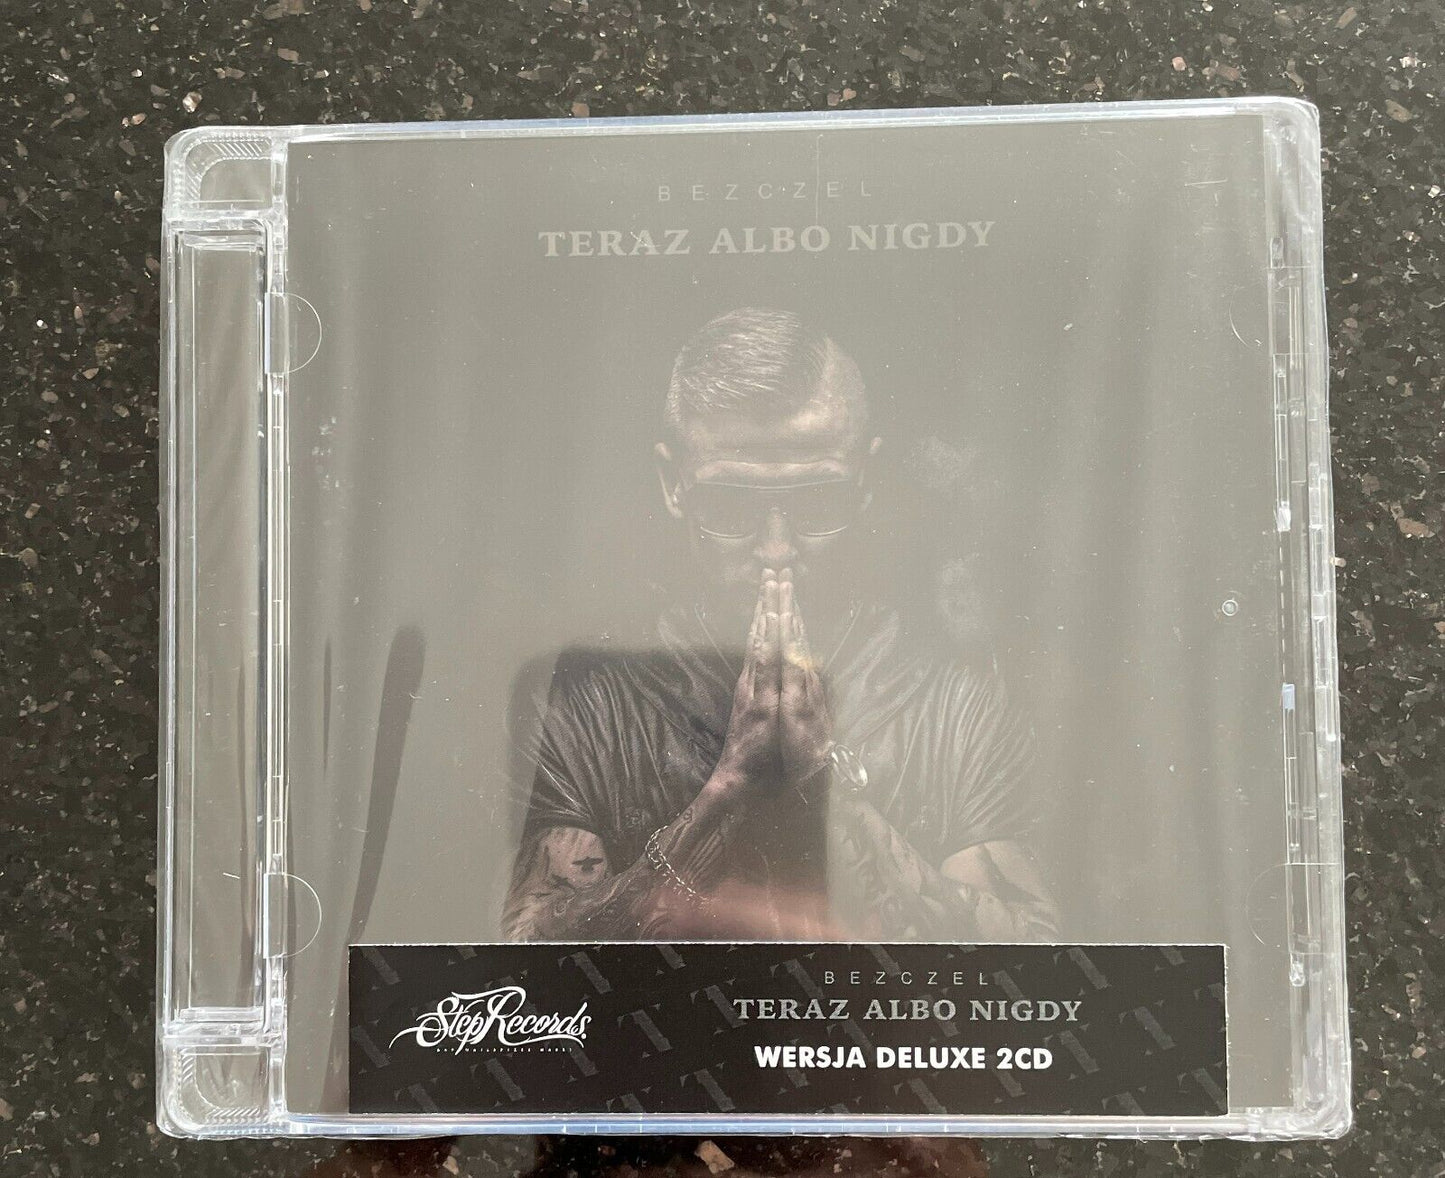 BEZCZEL
TERAZ ALBO NIGDY
StepRecords
BEZCZEL
TERAZ ALBO NIGDY
WERSJA DELUXE 2CD